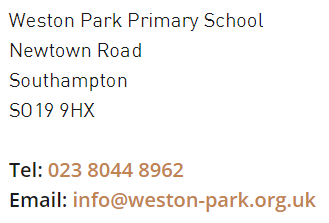 Weston Park Primary School
Newtown Road
Southampton
SO19 9HX
Tel: 023 8044 8962
Email: info@weston-park.org.uk